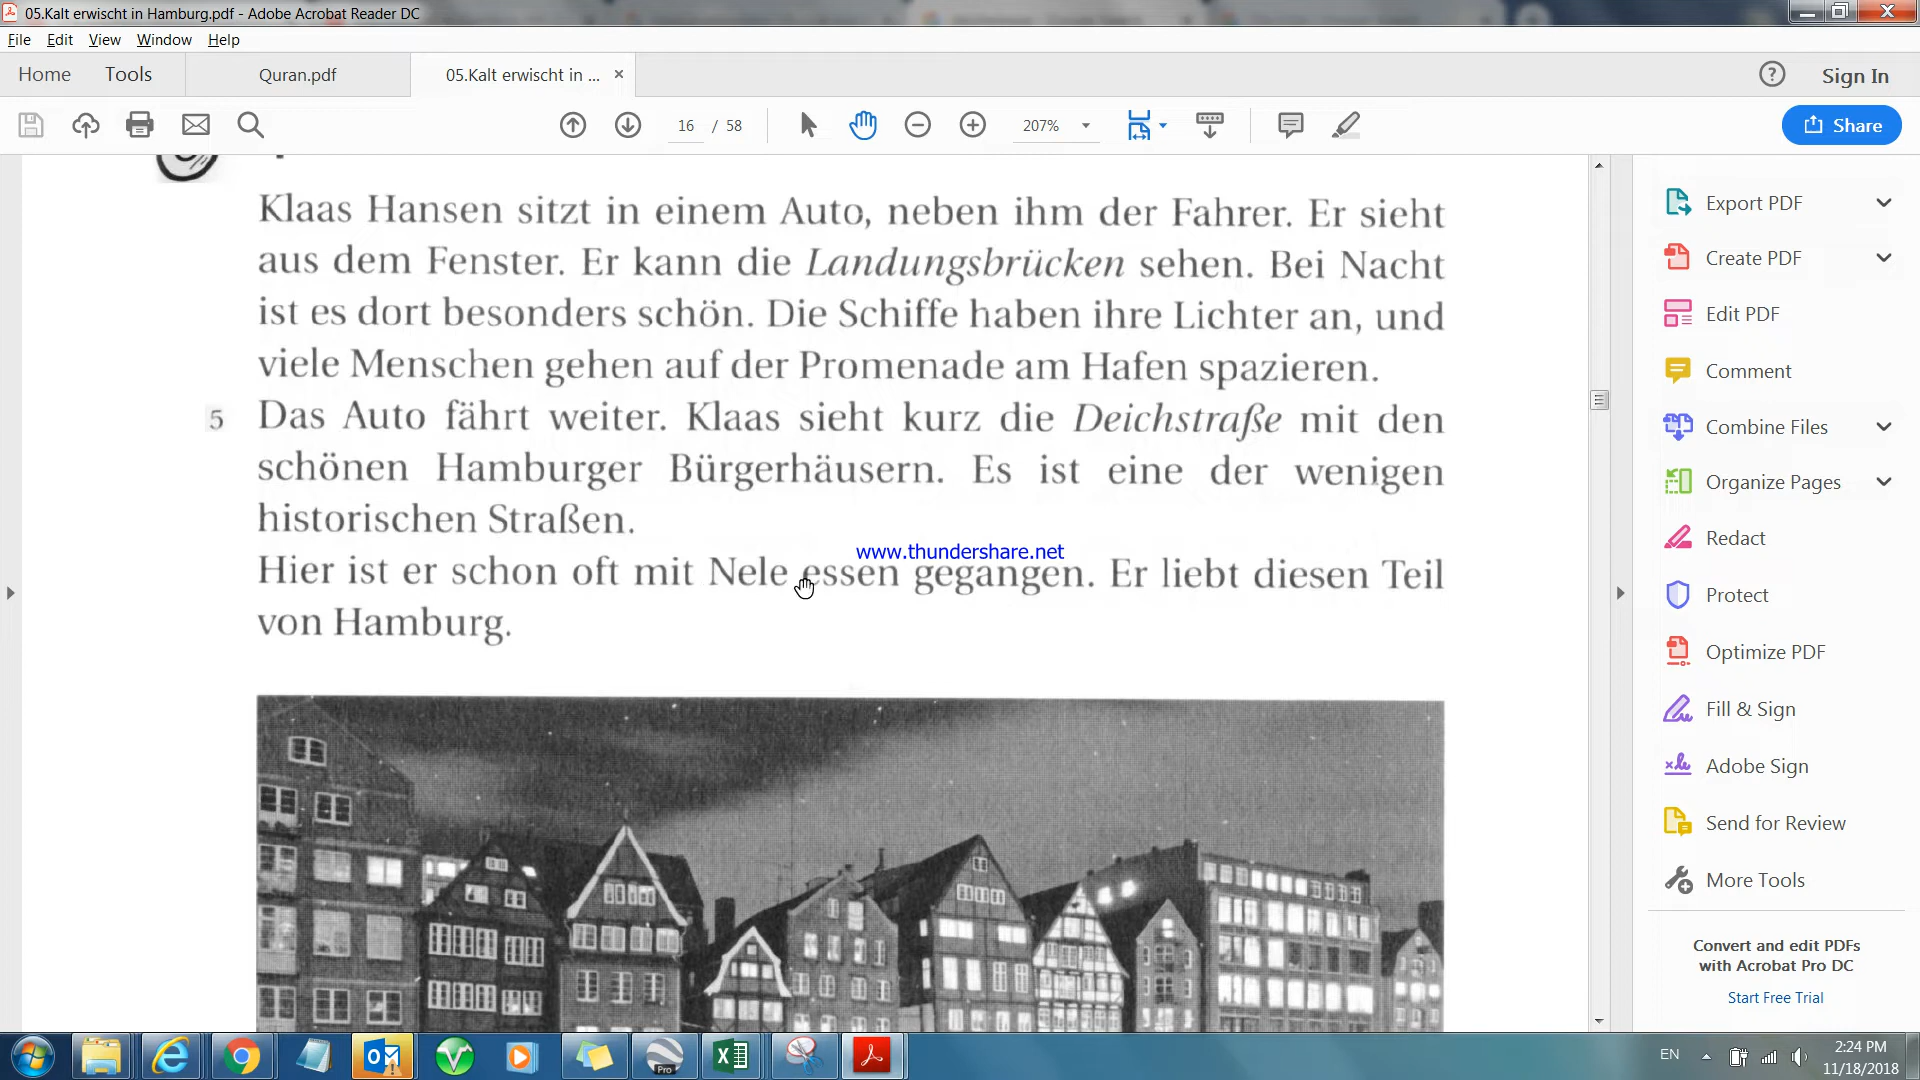 05.Kalt erwischt in Hamburg.pdf - Adobe Acrobat Reader DC
File Edit View Window Help
Home Tools Quran.pdf 05.Kalt erwischt in ... × ? Sign In
16 / 58 207% Share
Klaas Hansen sitzt in einem Auto, neben ihm der Fahrer. Er sieht
aus dem Fenster. Er kann die Landungsbrücken sehen. Bei Nacht
ist es dort besonders schön. Die Schiffe haben ihre Lichter an, und
viele Menschen gehen auf der Promenade am Hafen spazieren.
5 Das Auto fährt weiter. Klaas sieht kurz die Deichstraße mit den
schönen Hamburger Bürgerhäusern. Es ist eine der wenigen
historischen Straßen.
www.thundershare.net
Hier ist er schon oft mit Nele essen gegangen. Er liebt diesen Teil
von Hamburg.
Export PDF
Create PDF
Edit PDF
Comment
Combine Files
Organize Pages
Redact
Protect
Optimize PDF
Fill & Sign
Adobe Sign
Send for Review
More Tools
Convert and edit PDFs
with Acrobat Pro DC
Start Free Trial
Pro
EN
2:24 PM
11/18/2018